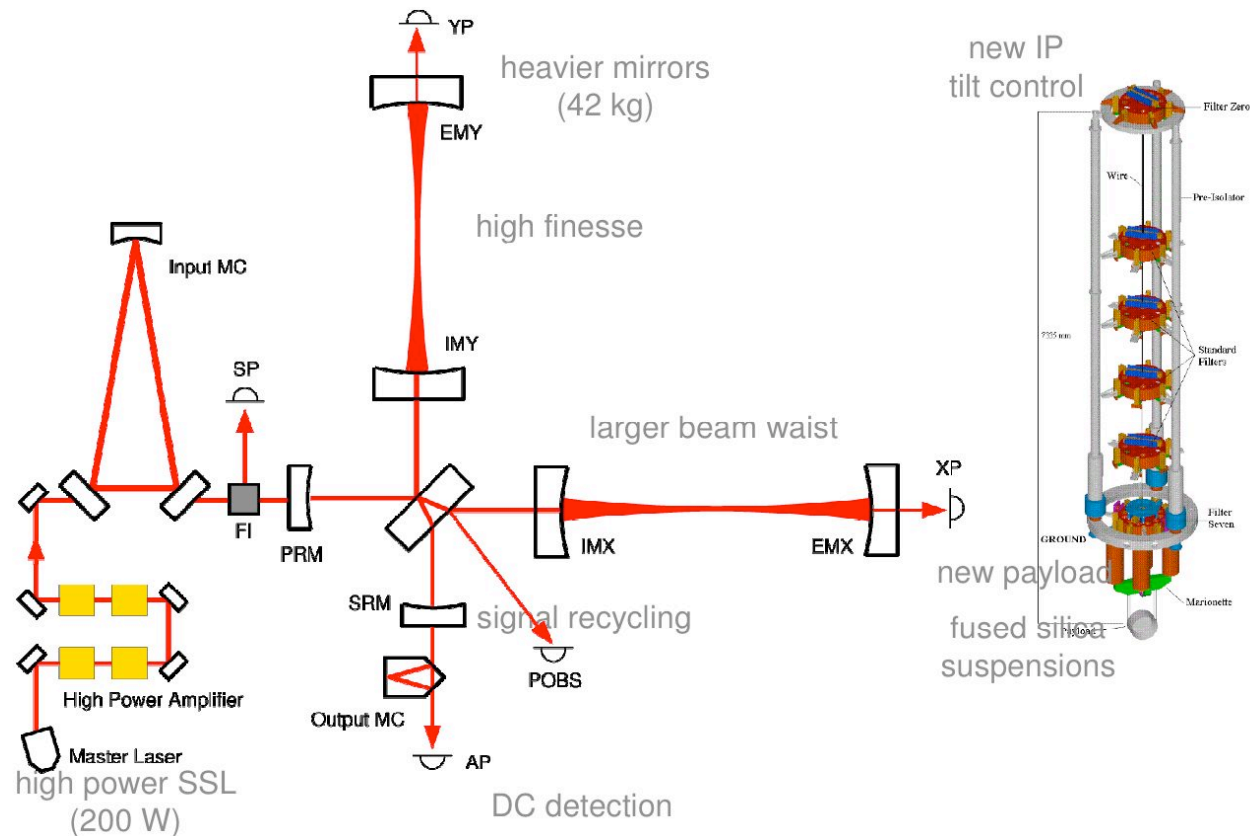 YP
heavier mirrors
(42 kg)
EMY
new IP
tilt control
Filter Zero
Wire
Pre-Isolator
high finesse
Input MC
IMY
SP
7335 mm
Standard
Filters
larger beam waist
XP
FI
PRM
IMX
EMX
Filter
Seven
GROUND
new payload
Marionette
SRM
signal recycling
fused silica
suspensions
POBS
High Power Amplifier
Output MC
Master Laser
AP
high power SSL
(200 W)
DC detection